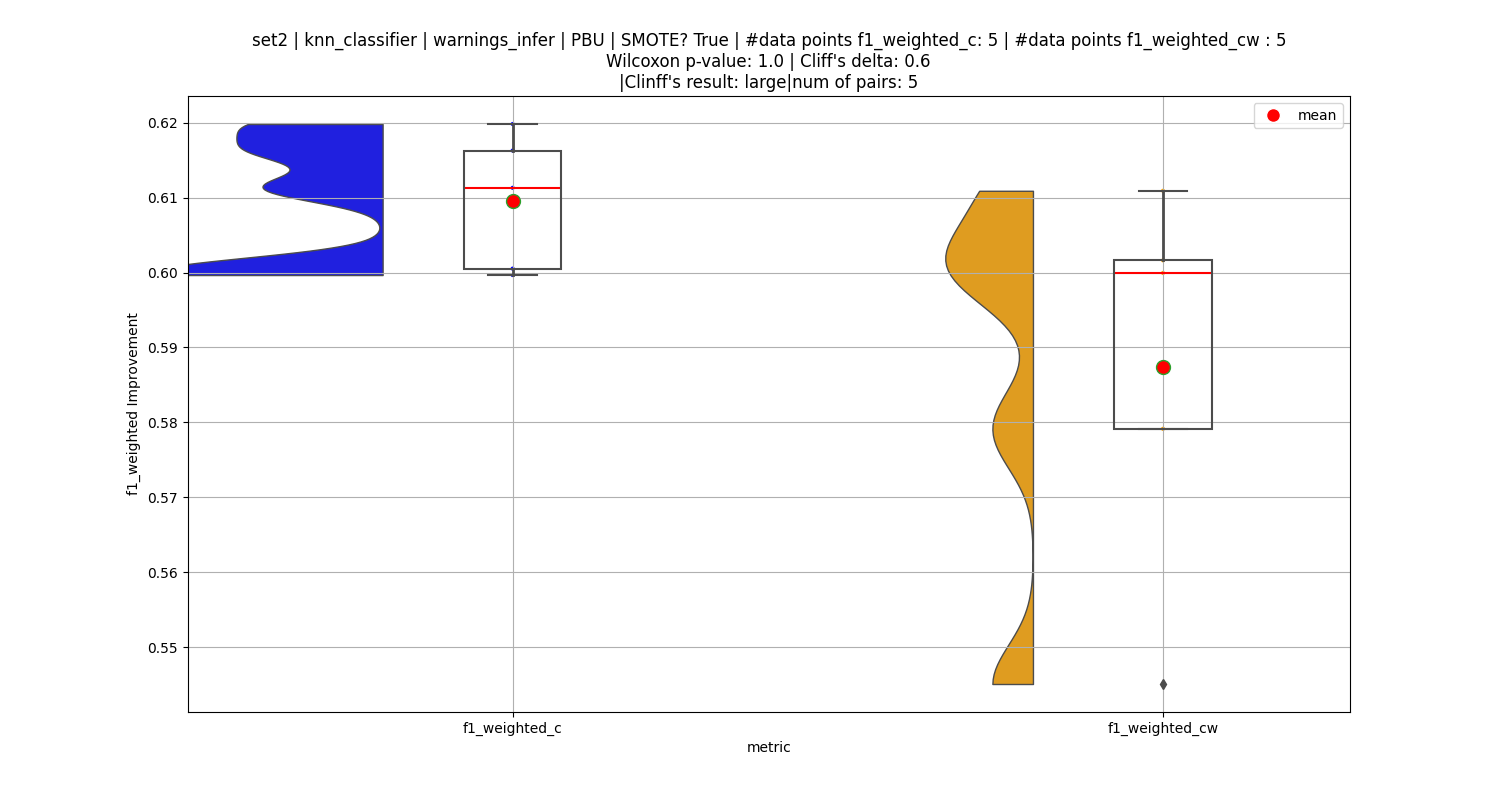 set2 | knn_classifier | warnings_infer | PBU | SMOTE? True | #data points f1_weighted_c: 5 | #data points f1_weighted_cw : 5
Wilcoxon p-value: 1.0 | Cliff's delta: 0.6
|Clinff's result: large|num of pairs: 5
mean
0.62
0.61
0.60
0.59
0.58
0.57
0.56
0.55
f1_weighted Improvement
f1_weighted_c
f1_weighted_cw
metric